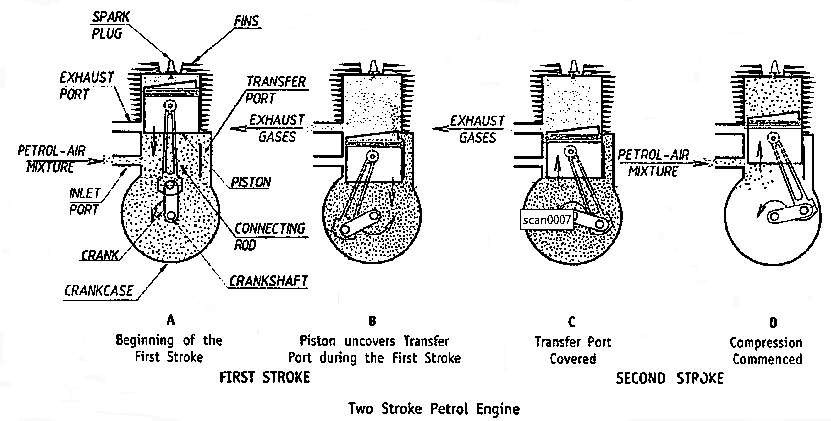 SPARK
PLUG
FINS
EXHAUST
PORT
TRANSFER
PORT
EXHAUST
GASES
EXHAUST
GASES
PETROL-AIR
MIXTURE
PETROL-AIR
MIXTURE
INLET
PORT
PISTON
scan0007
CONNECTING
ROD
CRANK
CRANKSHAFT
CRANKCASE
A
Beginning of the
First Stroke
B
Piston uncovers Transfer
Port during the First Stroke
C
Transfer Port
Covered
D
Compression
Commenced
FIRST STROKE
SECOND STROKE
Two Stroke Petrol Engine